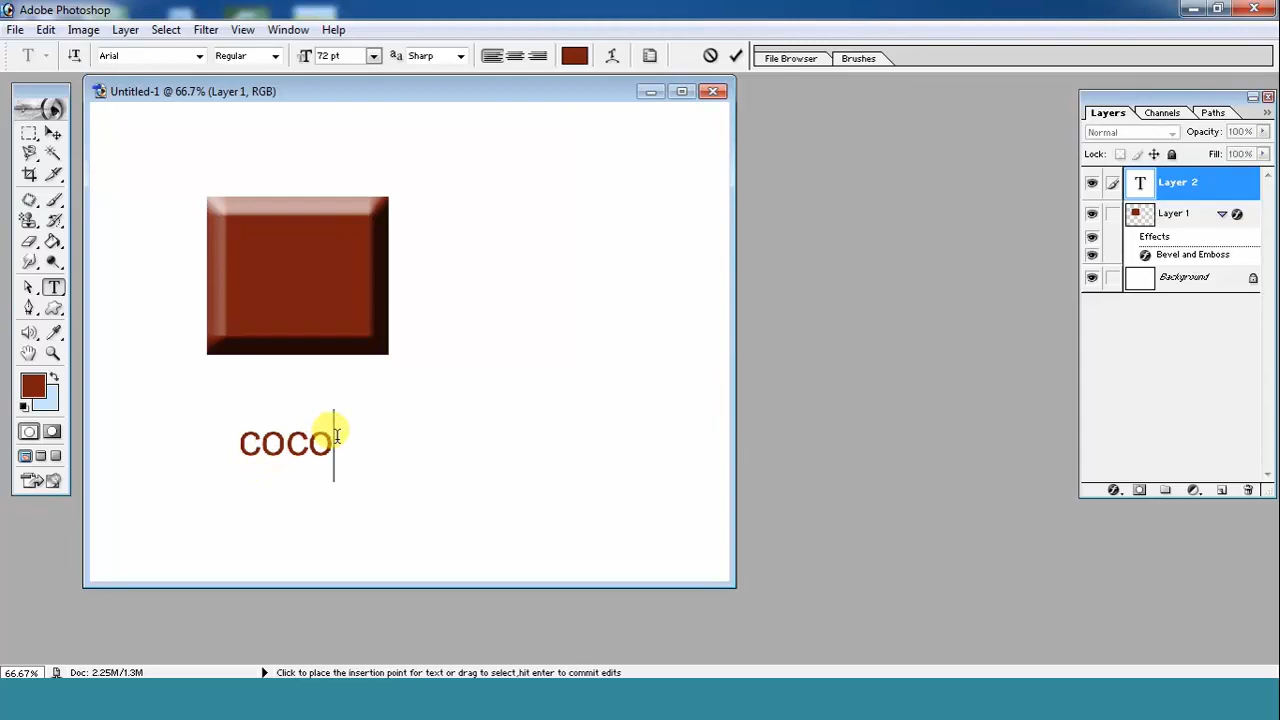 Adobe Photoshop
File Edit Image Layer Select Filter View Window Help
T T Arial Regular T 72 pt aa Sharp File Browser Brushes
Untitled-1 @ 66.7% (Layer 1, RGB)
Layers Channels Paths
Normal Opacity: 100%
Lock: Fill: 100%
T Layer 2
Layer 1
Effects
Bevel and Emboss
Background
T
COCO
66.67% Doc: 2.25M/1.3M Click to place the insertion point for text or drag to select,hit enter to commit edits